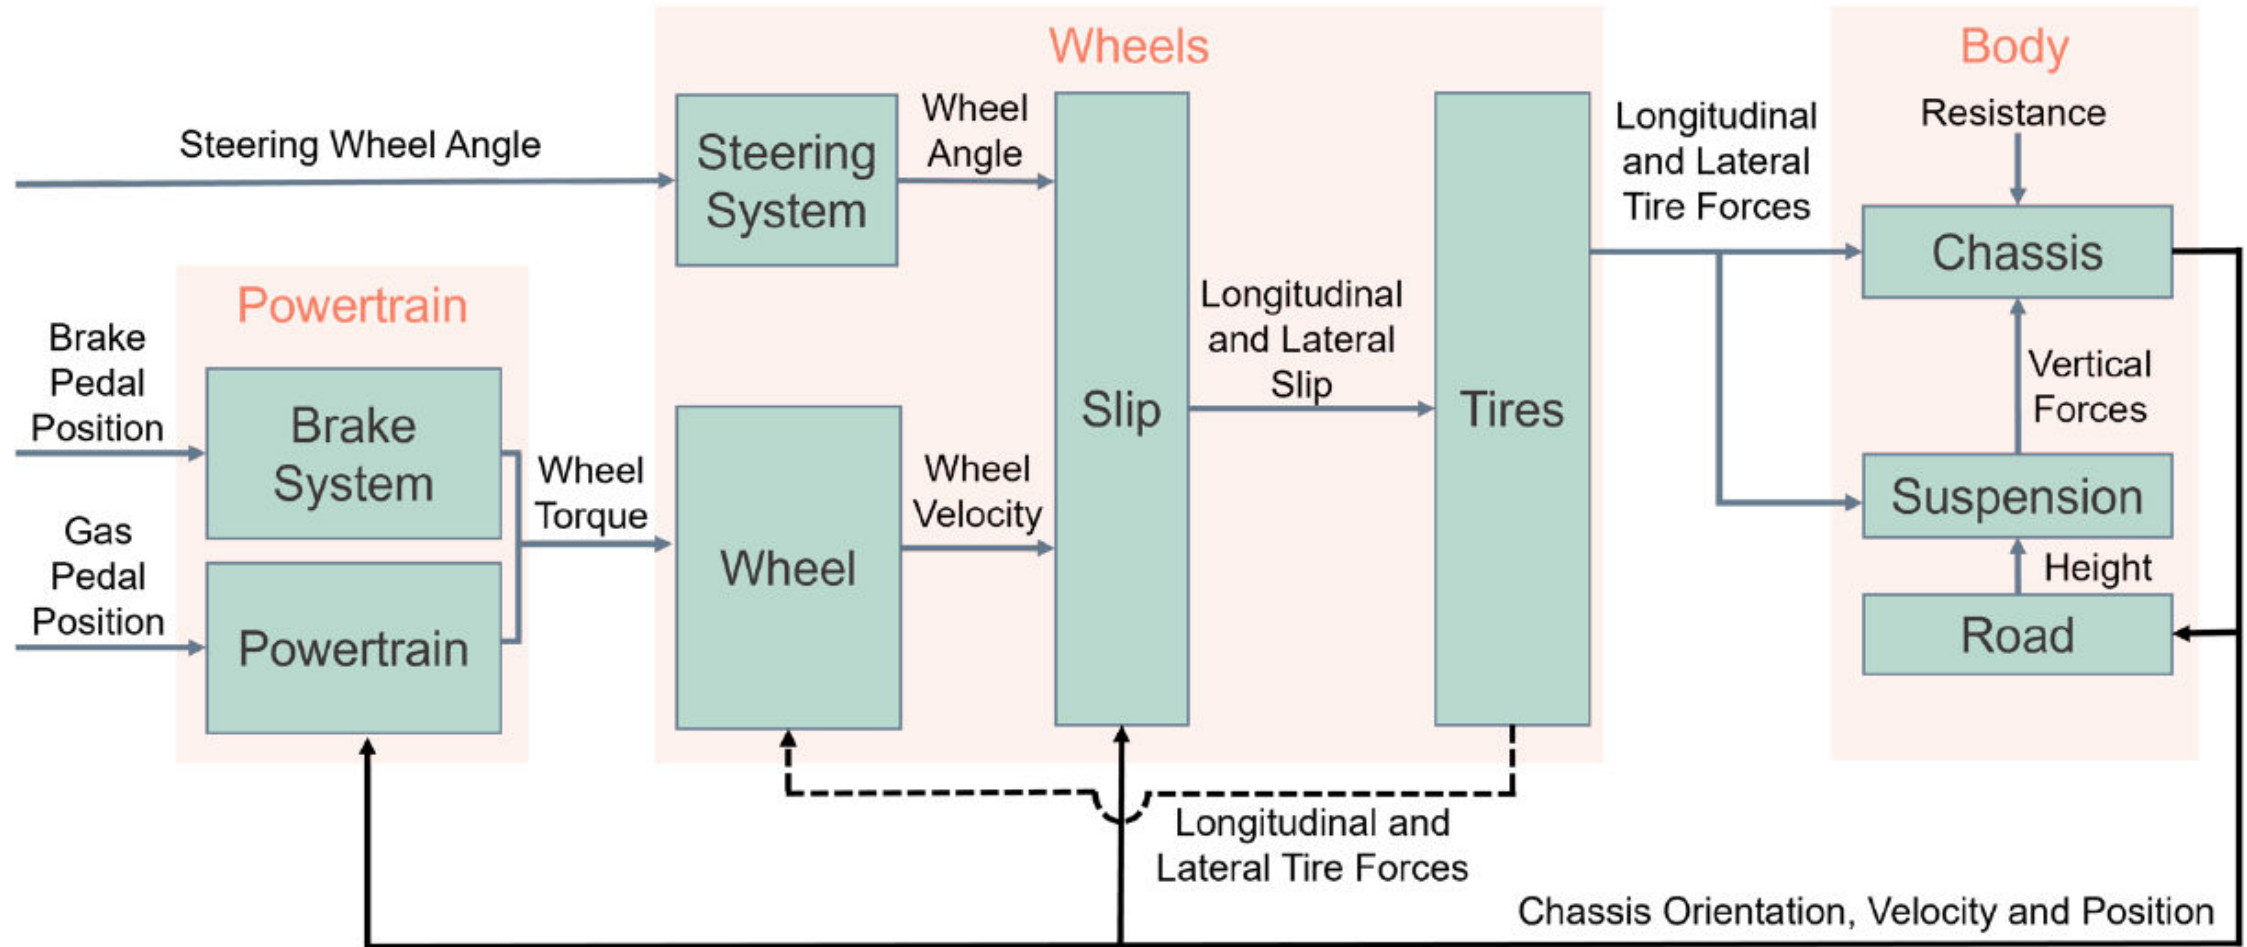 Wheels
Body
Steering Wheel Angle
Steering
System
Wheel
Angle
Longitudinal
and Lateral
Tire Forces
Resistance
Chassis
Powertrain
Brake
Pedal
Position
Brake
System
Gas
Pedal
Position
Powertrain
Wheel
Torque
Wheel
Wheel
Velocity
Slip
Longitudinal
and Lateral
Slip
Tires
Vertical
Forces
Suspension
Height
Road
Longitudinal and
Lateral Tire Forces
Chassis Orientation, Velocity and Position